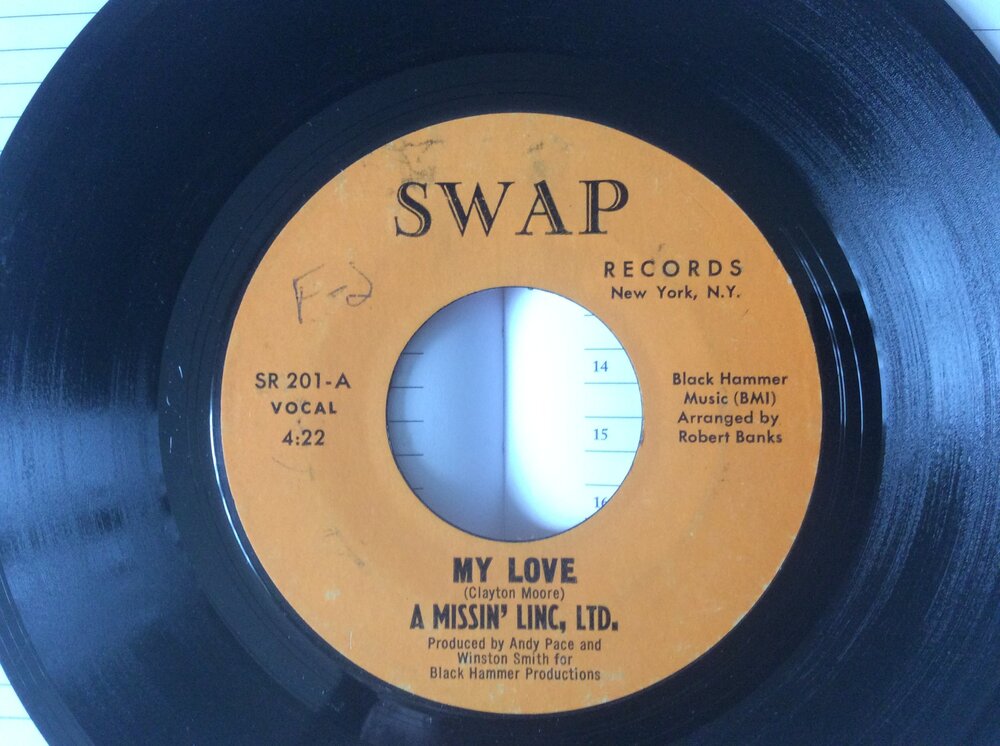 SWAP
RECORDS
New York, N.Y.
SR 201-A
VOCAL
4:22
Black Hammer
Music (BMI)
Arranged by
Robert Banks
14
15
16
MY LOVE
(Clayton Moore)
A MISSIN' LINC, LTD.
Produced by Andy Pace and
Winston Smith for
Black Hammer Productions